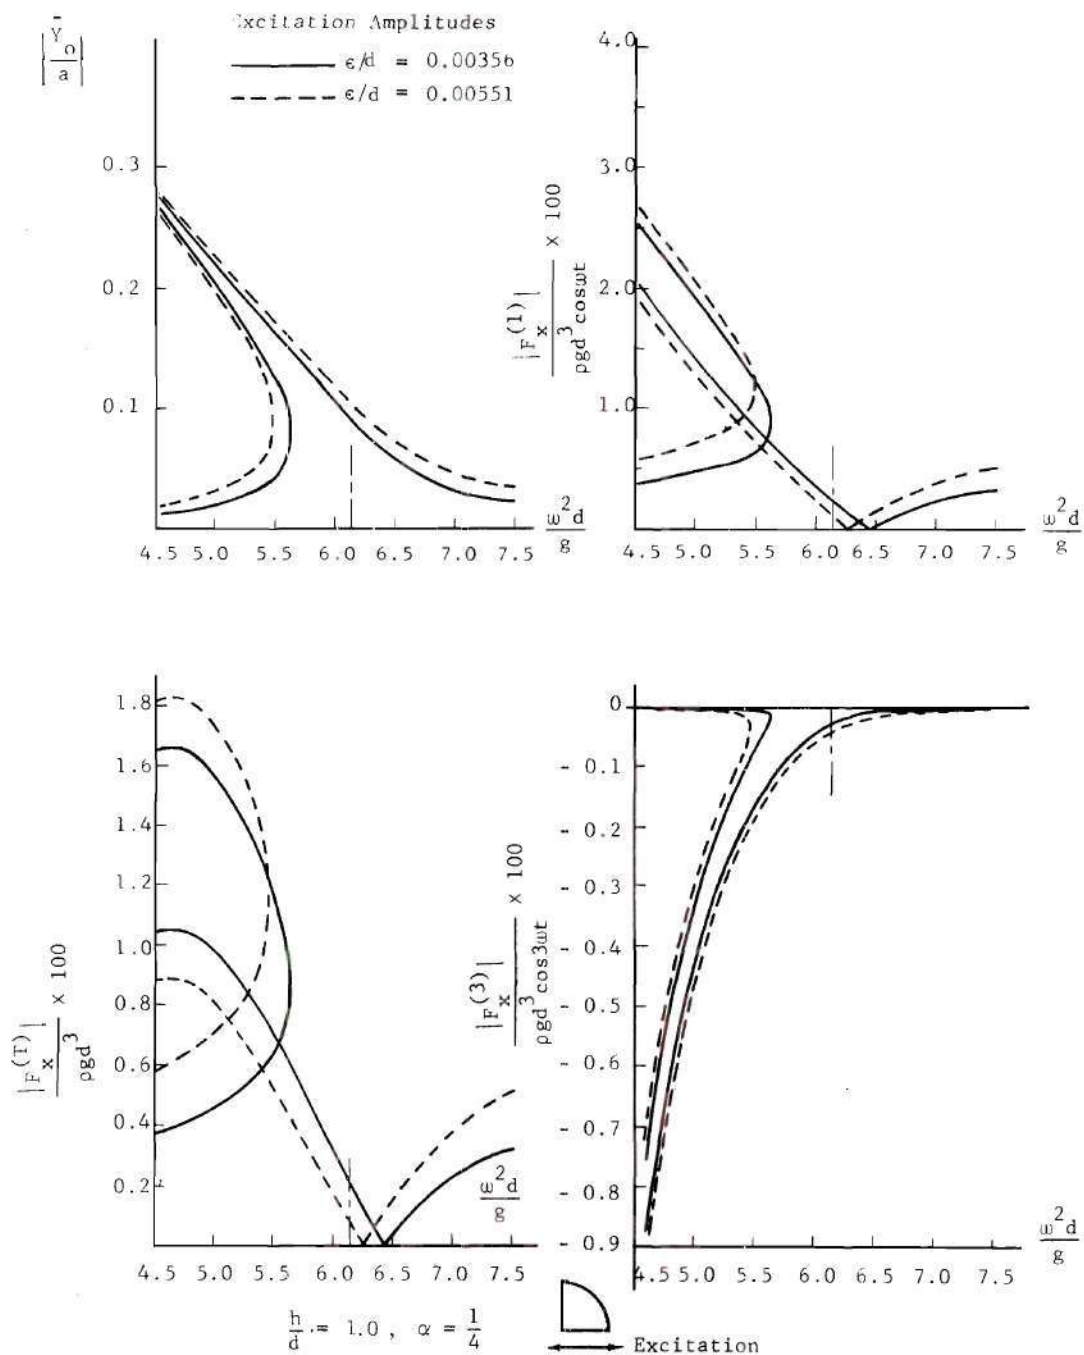 Excitation Amplitudes
ϵ/d = 0.00356
ϵ/d = 0.00551
{Ȳ_o/a}
0.3
0.2
0.1
4.5 5.0 5.5 6.0 6.5 7.0 7.5
ω²d/g
|F_x^(1)|/ρgd³cosωt X 100
4.0
3.0
2.0
1.0
4.5 5.0 5.5 6.0 6.5 7.0 7.5
ω²d/g
|F_x^(T)|/ρgd³ X 100
1.8
1.6
1.4
1.2
1.0
0.8
0.6
0.4
0.2
4.5 5.0 5.5 6.0 6.5 7.0 7.5
ω²d/g
|F_x^(3)|/ρgd³cos3ωt X 100
0
- 0.1
- 0.2
- 0.3
- 0.4
- 0.5
- 0.6
- 0.7
- 0.8
- 0.9
4.5 5.0 5.5 6.0 6.5 7.0 7.5
ω²d/g
h/d = 1.0 , α = 1/4
Excitation